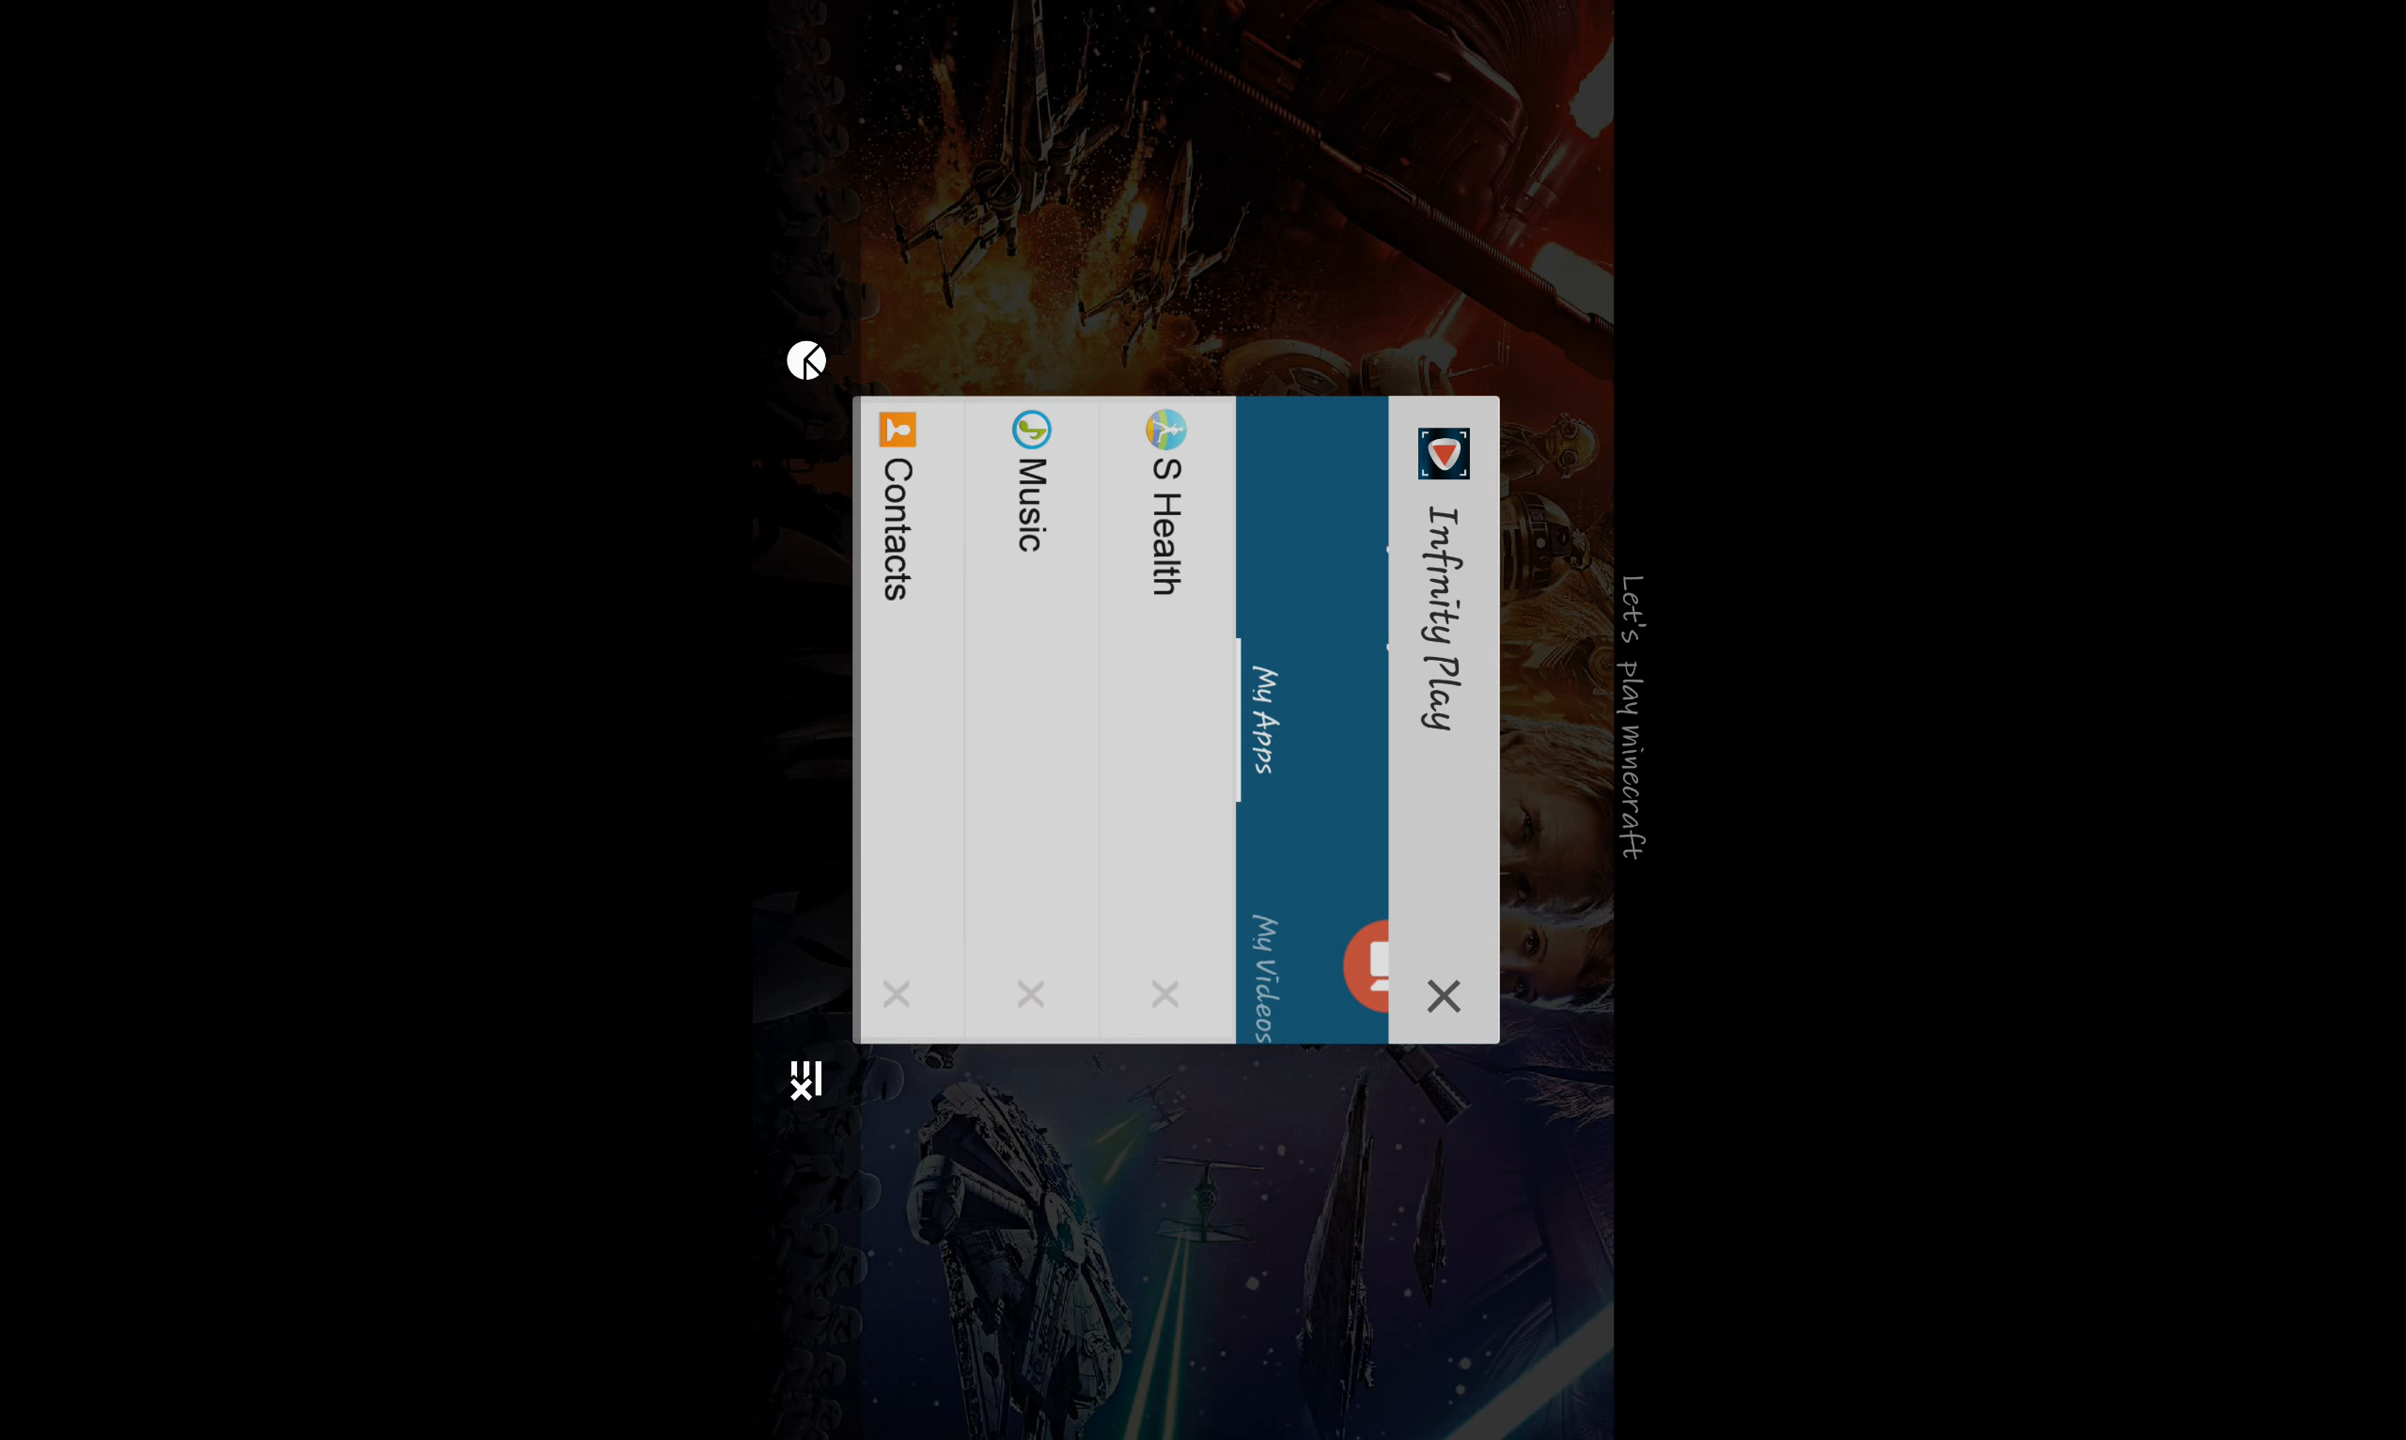 Let's play minecraft
Infinity Play
My Apps
My Videos
S Health
Music
Contacts